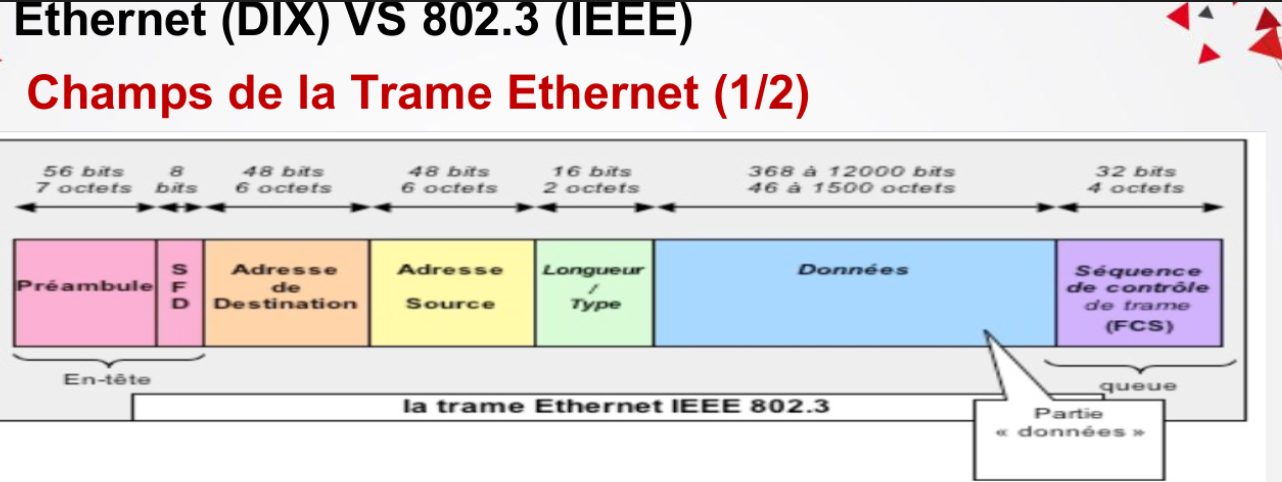 Ethernet (DIX) VS 802.3 (IEEE)
Champs de la Trame Ethernet (1/2)
56 bits
7 octets
8
bits
48 bits
6 octets
48 bits
6 octets
16 bits
2 octets
368 à 12000 bits
46 à 1500 octets
32 bits
4 octets
Préambule
S
F
D
Adresse
de
Destination
Adresse
Source
Longueur
/
Type
Données
Séquence
de contrôle
de trame
(FCS)
En-tête
queue
la trame Ethernet IEEE 802.3
Partie
« données »